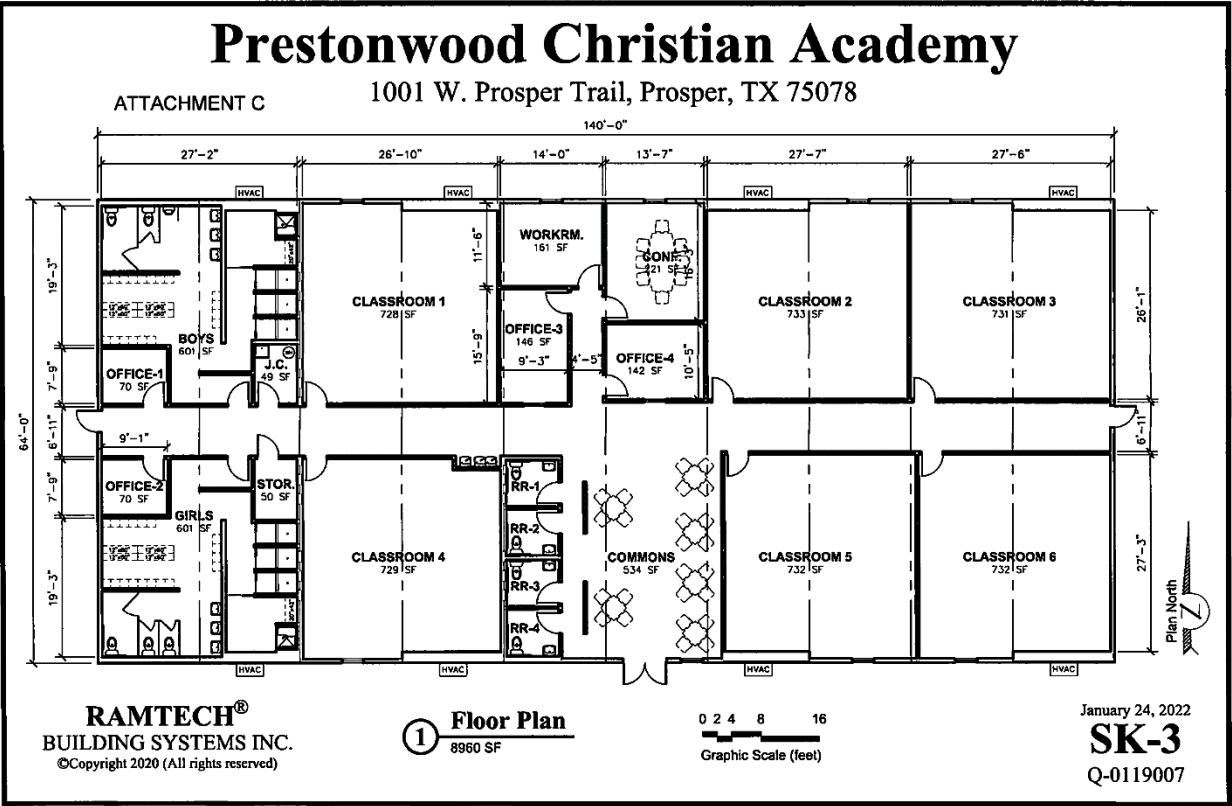 Prestonwood Christian Academy
1001 W. Prosper Trail, Prosper, TX 75078
ATTACHMENT C
140'-0"
27'-2"
26'-10"
14'-0"
13'-7"
27'-7"
27'-6"
HVAC
HVAC
HVAC
HVAC
64'-0"
19'-3"
7'-9"
6'-11"
7'-9"
19'-3"
BOYS
601 SF
OFFICE-1
70 SF
J.C.
49 SF
9'-1"
OFFICE-2
70 SF
STOR.
50 SF
GIRLS
601 SF
CLASSROOM 1
728 SF
11'-6"
15'-9"
WORKRM.
161 SF
CONF.
221 SF
16'-3"
OFFICE-3
146 SF
9'-3"
4'-5"
OFFICE-4
142 SF
10'-5"
CLASSROOM 2
733 SF
CLASSROOM 3
731 SF
26'-1"
6'-11"
27'-3"
CLASSROOM 4
729 SF
RR-1
RR-2
RR-3
RR-4
COMMONS
534 SF
CLASSROOM 5
732 SF
CLASSROOM 6
732 SF
HVAC
HVAC
HVAC
HVAC
Plan North
RAMTECH®
BUILDING SYSTEMS INC.
©Copyright 2020 (All rights reserved)
1
Floor Plan
8960 SF
0 2 4 8 16
Graphic Scale (feet)
January 24, 2022
SK-3
Q-0119007